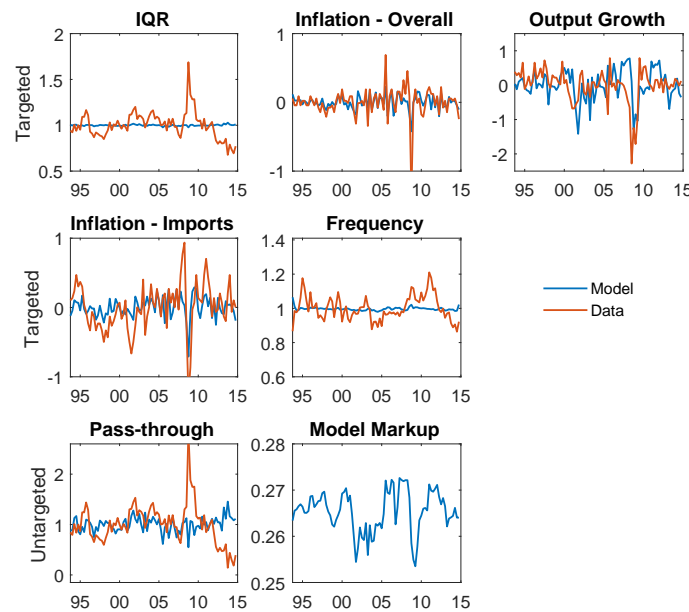 IQR
Inflation - Overall
Output Growth
Targeted
2
1.5
1
0.5
95 00 05 10 15
1
0
-1
95 00 05 10 15
1
0
-1
-2
95 00 05 10 15
Inflation - Imports
Frequency
Targeted
1
0
-1
95 00 05 10 15
1.4
1.2
1.0
0.8
0.6
95 00 05 10 15
Model
Data
Pass-through
Model Markup
Untargeted
2
1
0
95 00 05 10 15
0.28
0.27
0.26
0.25
95 00 05 10 15